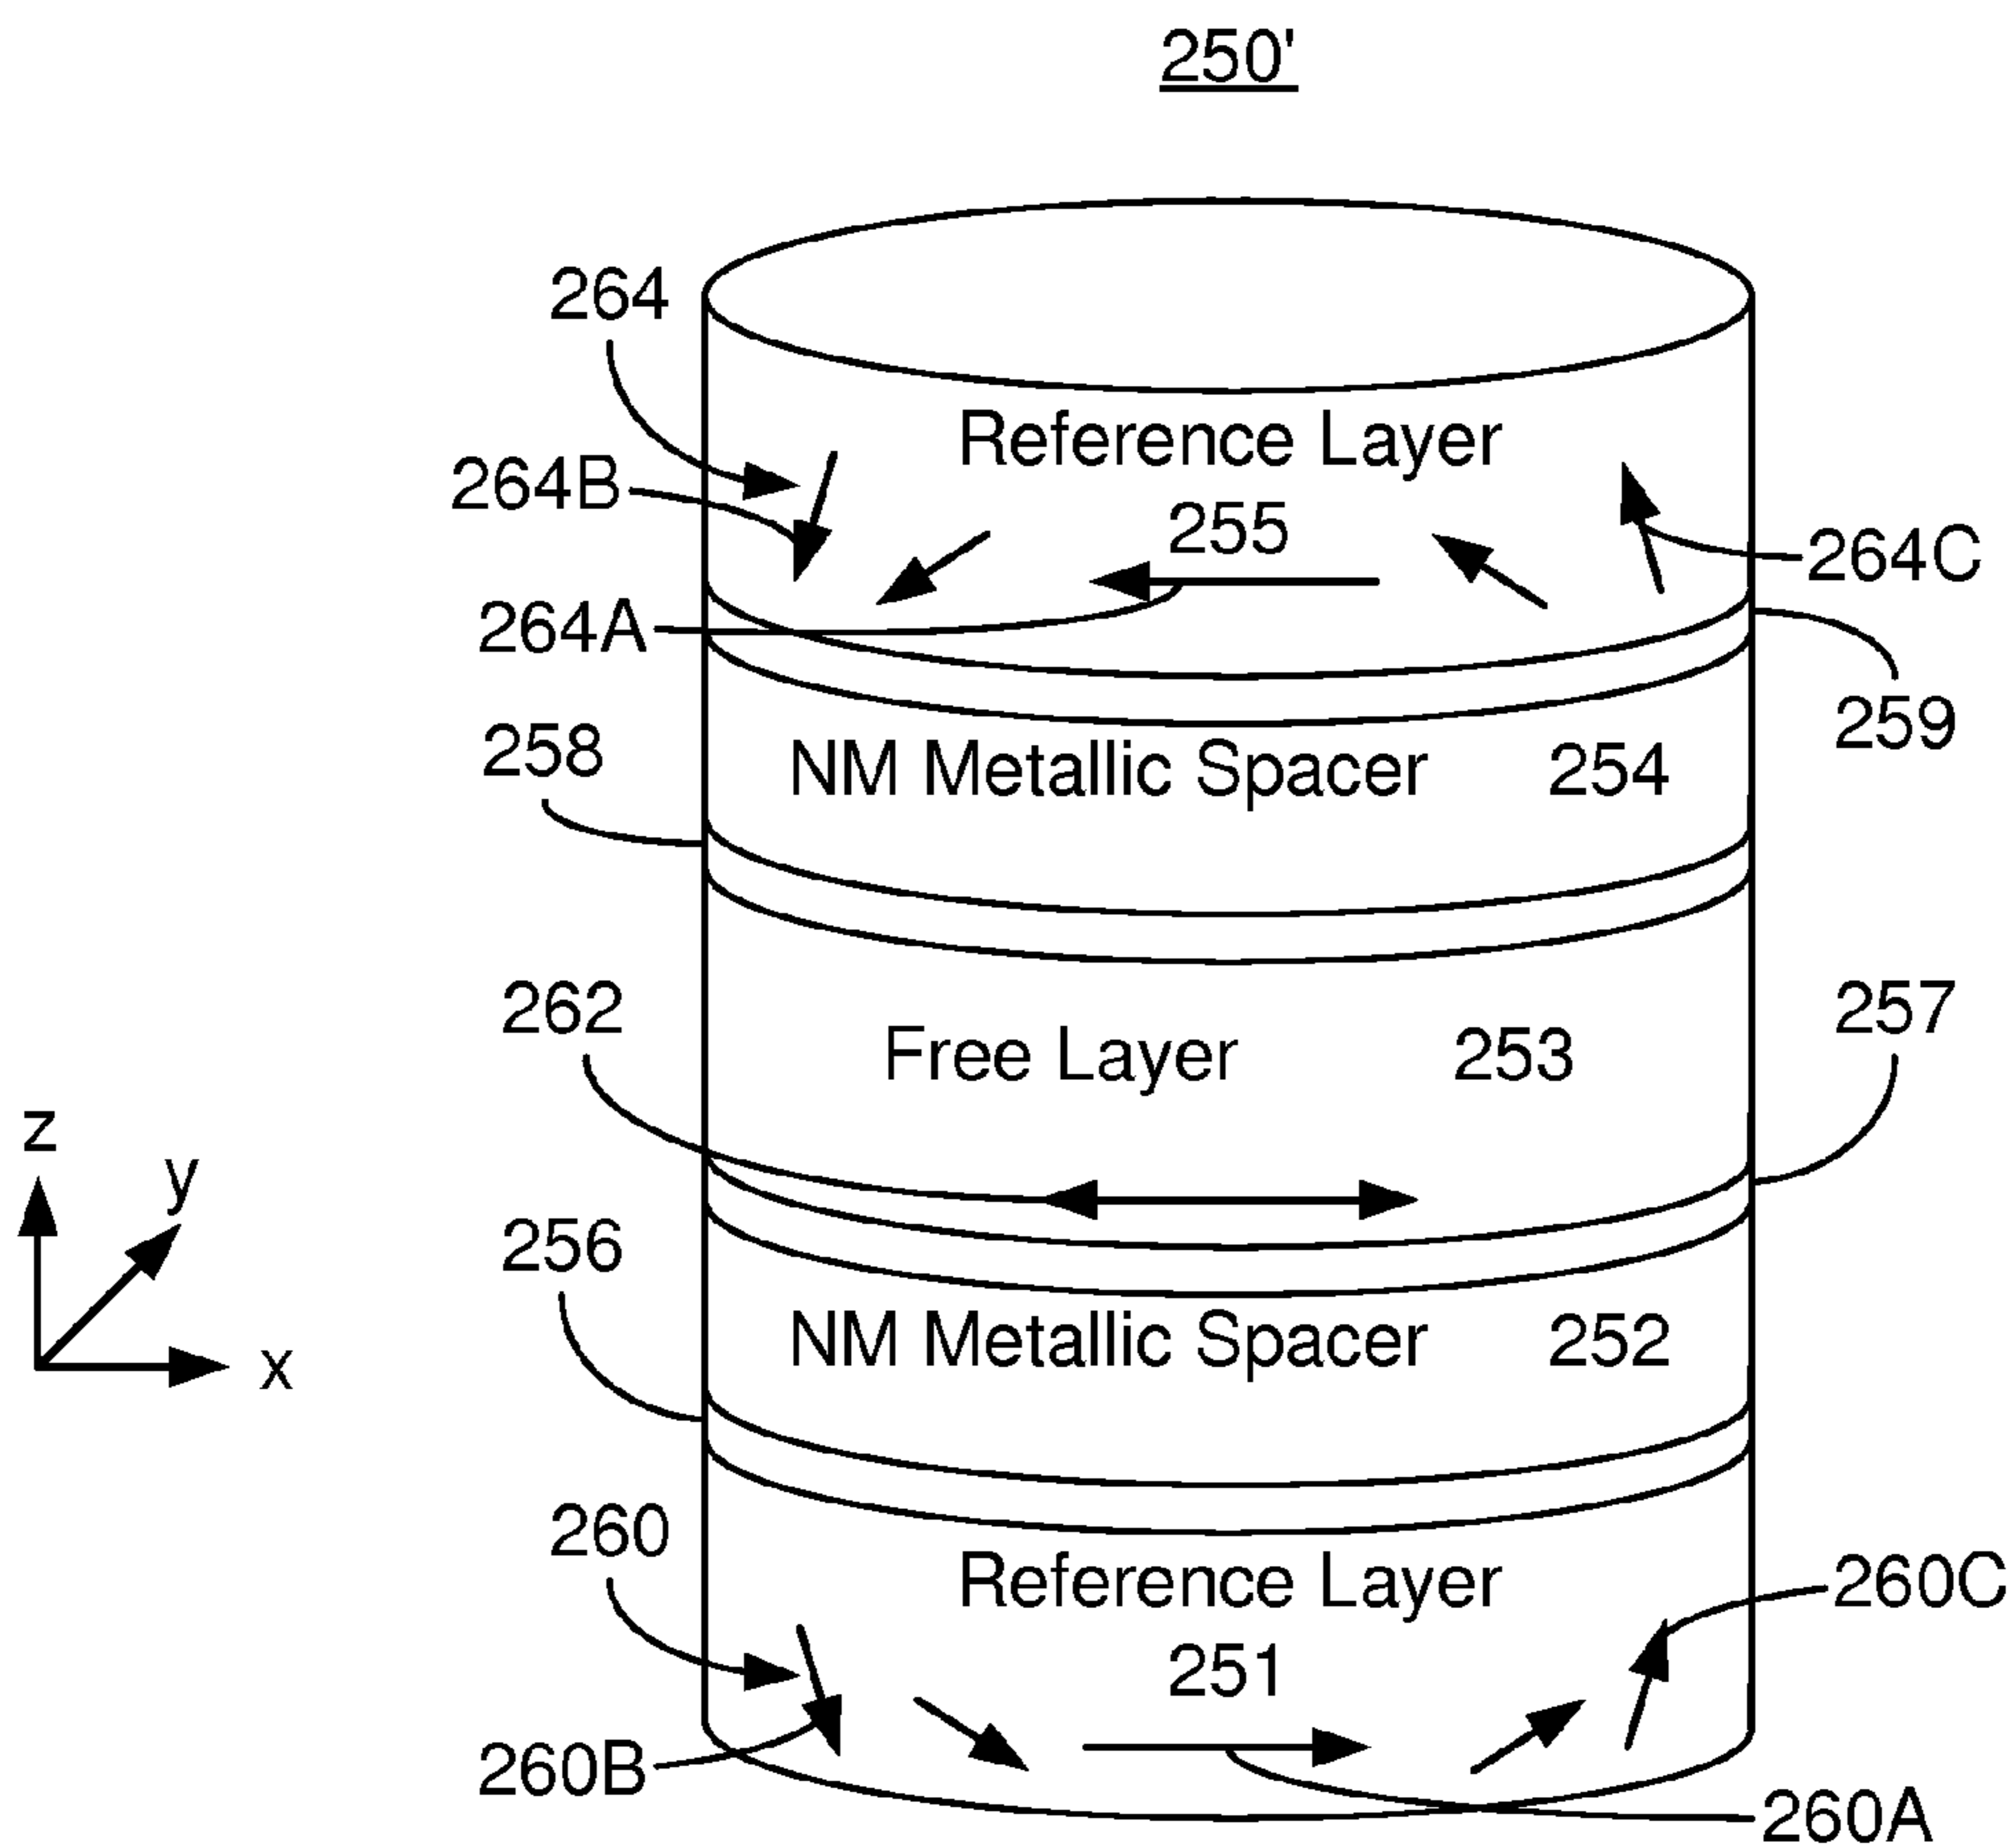 250'
264
Reference Layer
264B
255
264C
264A
259
258
NM Metallic Spacer 254
262
257
Free Layer 253
z
y
256
NM Metallic Spacer 252
x
260
Reference Layer
260C
251
260B
260A